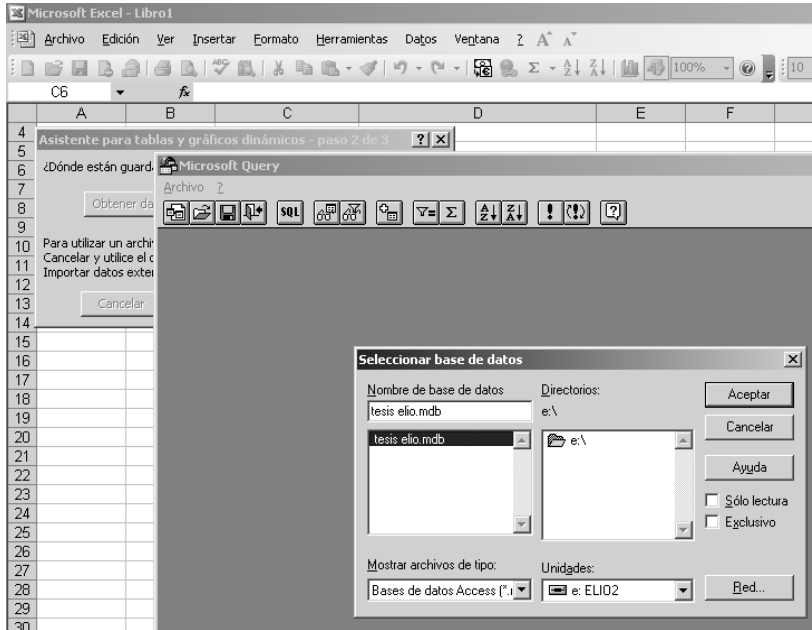 Microsoft Excel - Libro1
Archivo Edición Ver Insertar Formato Herramientas Datos Ventana ?
100% 10
C6 fx
A B C D E F
4
Asistente para tablas y gráficos dinámicos - paso 2 de 3
5
6 ¿Dónde están guard
Microsoft Query
7 Archivo ?
8 Obtener da SQL
9
10 Para utilizar un archi
11 Cancelar y utilice el
12 Importar datos exter
13 Cancelar
14
15
16 Seleccionar base de datos
17
18 Nombre de base de datos Directorios: Aceptar
19 tesis elio.mdb e:\
20 tesis elio.mdb e:\ Cancelar
21
22 Ayuda
23
24 Sólo lectura
25 Exclusivo
26
27 Mostrar archivos de tipo: Unidades:
28 Bases de datos Access (*. e: ELIO2 Red...
29
30